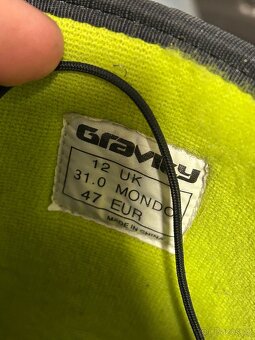 Gravity
12 UK
31.0 MONDO
47 EUR
MADE IN CHINA